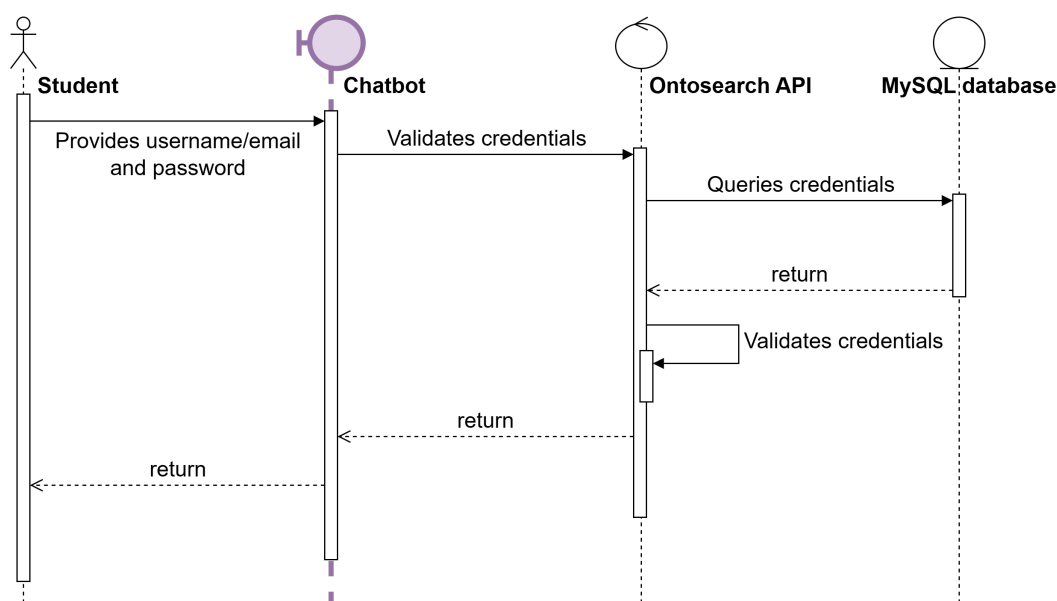 Student
Chatbot
Ontosearch API
MySQL database
Provides username/email
and password
Validates credentials
Queries credentials
return
Validates credentials
return
return